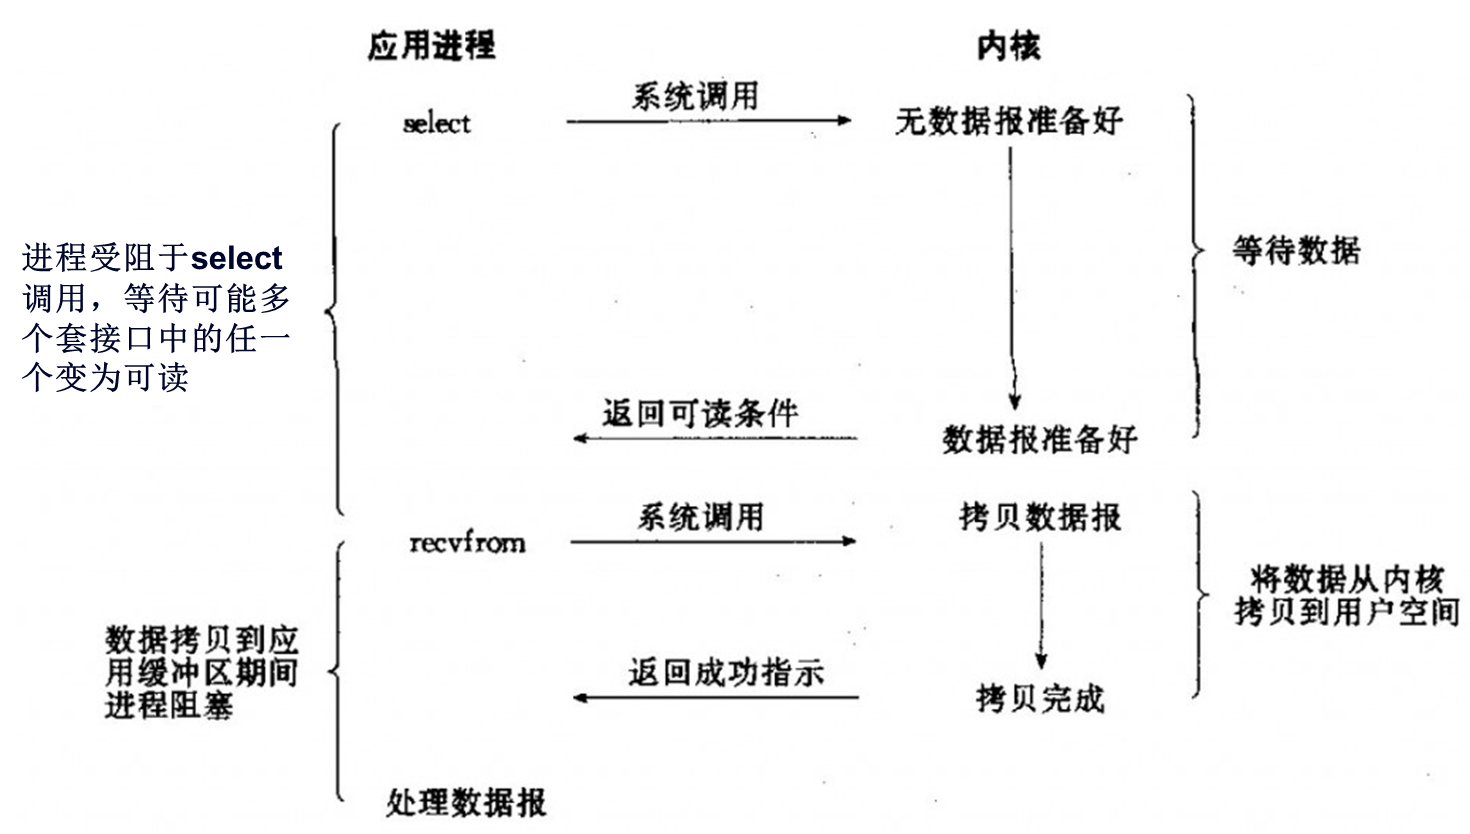 应用进程
内核
系统调用
select
无数据报准备好
进程受阻于select
调用，等待可能多
个套接口中的任一
个变为可读
等待数据
返回可读条件
数据报准备好
系统调用
recvfrom
拷贝数据报
将数据从内核
拷贝到用户空间
数据拷贝到应
用缓冲区期间
进程阻塞
返回成功指示
拷贝完成
处理数据报